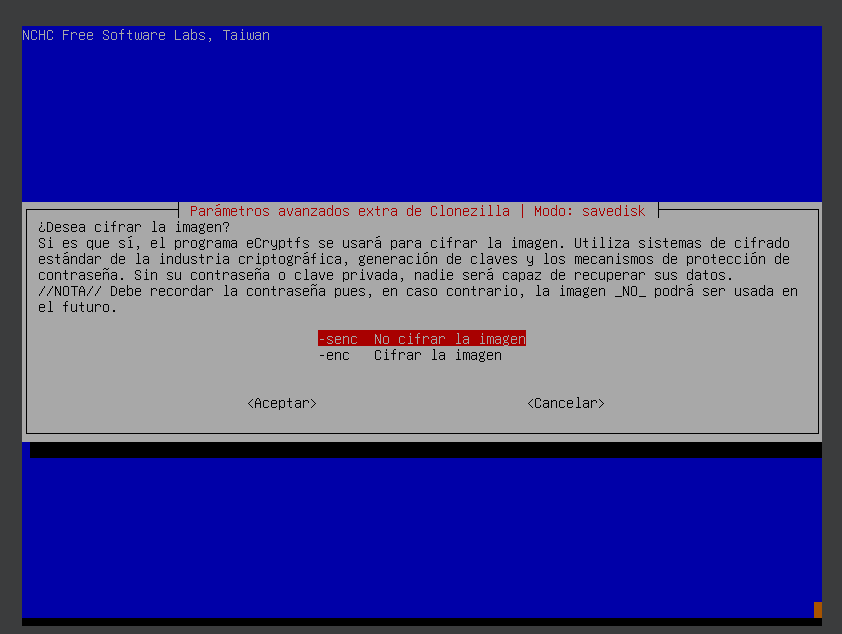 NCHC Free Software Labs, Taiwan
Parámetros avanzados extra de Clonezilla | Modo: savedisk
¿Desea cifrar la imagen?
Si es que sí, el programa eCryptfs se usará para cifrar la imagen. Utiliza sistemas de cifrado
estándar de la industria criptográfica, generación de claves y los mecanismos de protección de
contraseña. Sin su contraseña o clave privada, nadie será capaz de recuperar sus datos.
//NOTA// Debe recordar la contraseña pues, en caso contrario, la imagen _NO_ podrá ser usada en
el futuro.
-senc  No cifrar la imagen
-enc   Cifrar la imagen
<Aceptar> <Cancelar>